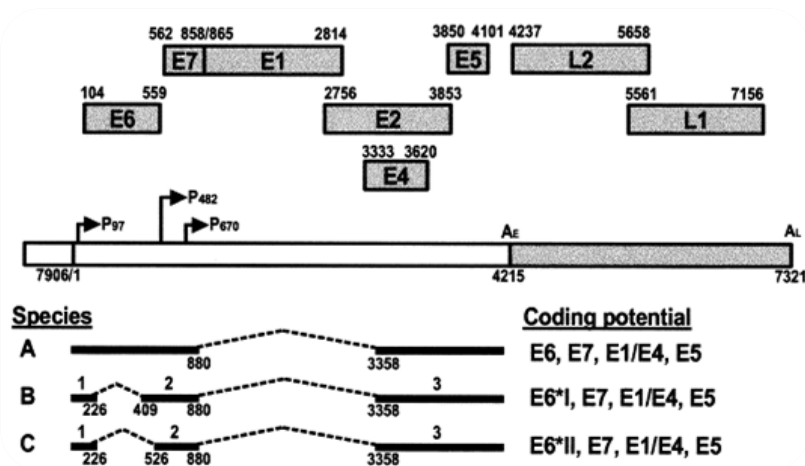 562 858/865 2814 3850 4101 4237 5658
E7 E1 E5 L2
104 559 2756 3853 5561 7156
E6 E2 L1
3333 3620
E4
P482
P97 P670 AE AL
7906/1 4215 7321
Species Coding potential
A 880 3358 E6, E7, E1/E4, E5
1 2 3
B E6*I, E7, E1/E4, E5
226 409 880 3358
1 2 3
C E6*II, E7, E1/E4, E5
226 526 880 3358